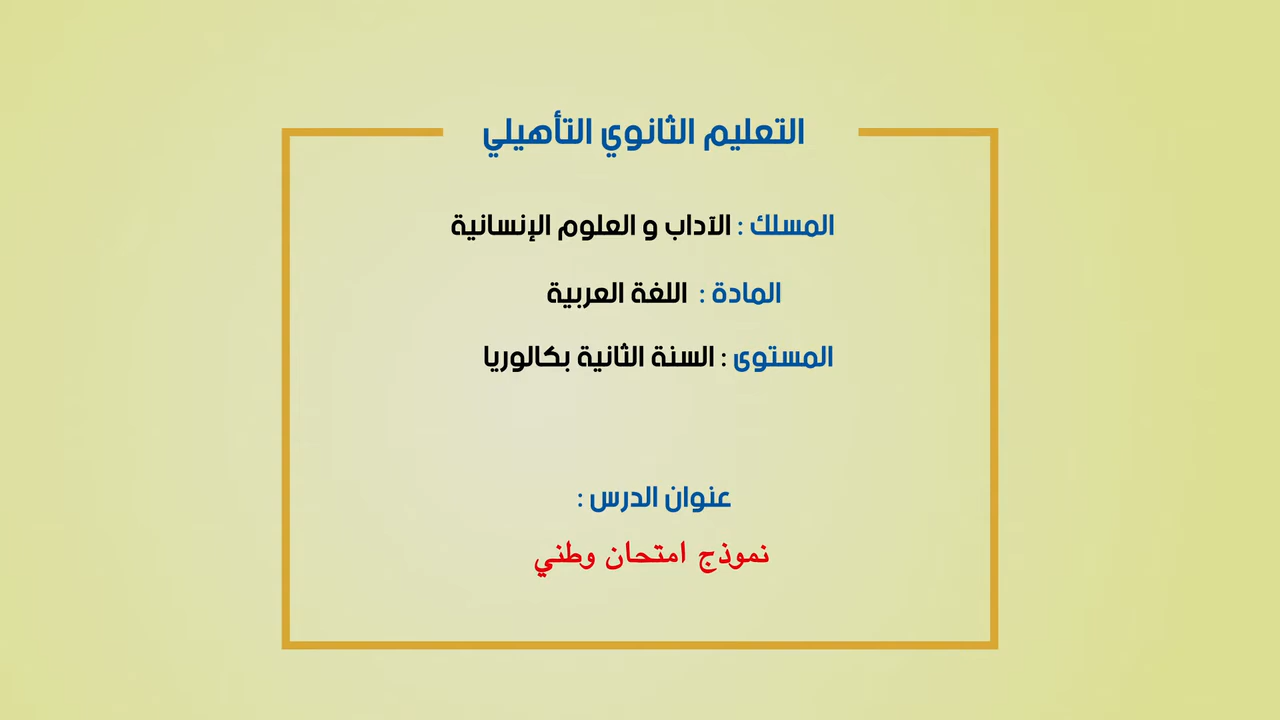 التعليم الثانوي التأهيلي
المسلك : الآداب و العلوم الإنسانية
المادة : اللغة العربية
المستوى : السنة الثانية بكالوريا
عنوان الدرس :
نموذج امتحان وطني